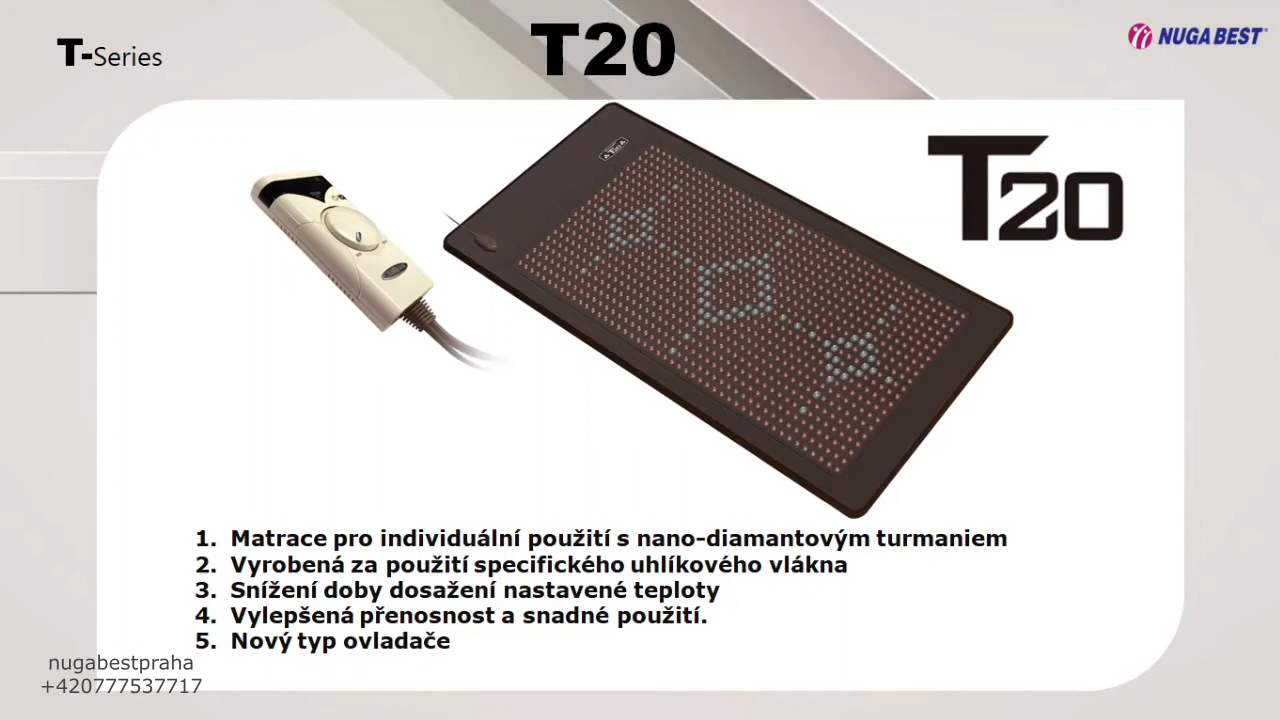 T-Series
T20
NUGA BEST®
T20
1. Matrace pro individuální použití s nano-diamantovým turmaniem
2. Vyrobená za použití specifického uhlíkového vlákna
3. Snížení doby dosažení nastavené teploty
4. Vylepšená přenosnost a snadné použití.
5. Nový typ ovladače
nugabestpraha
+420777537717